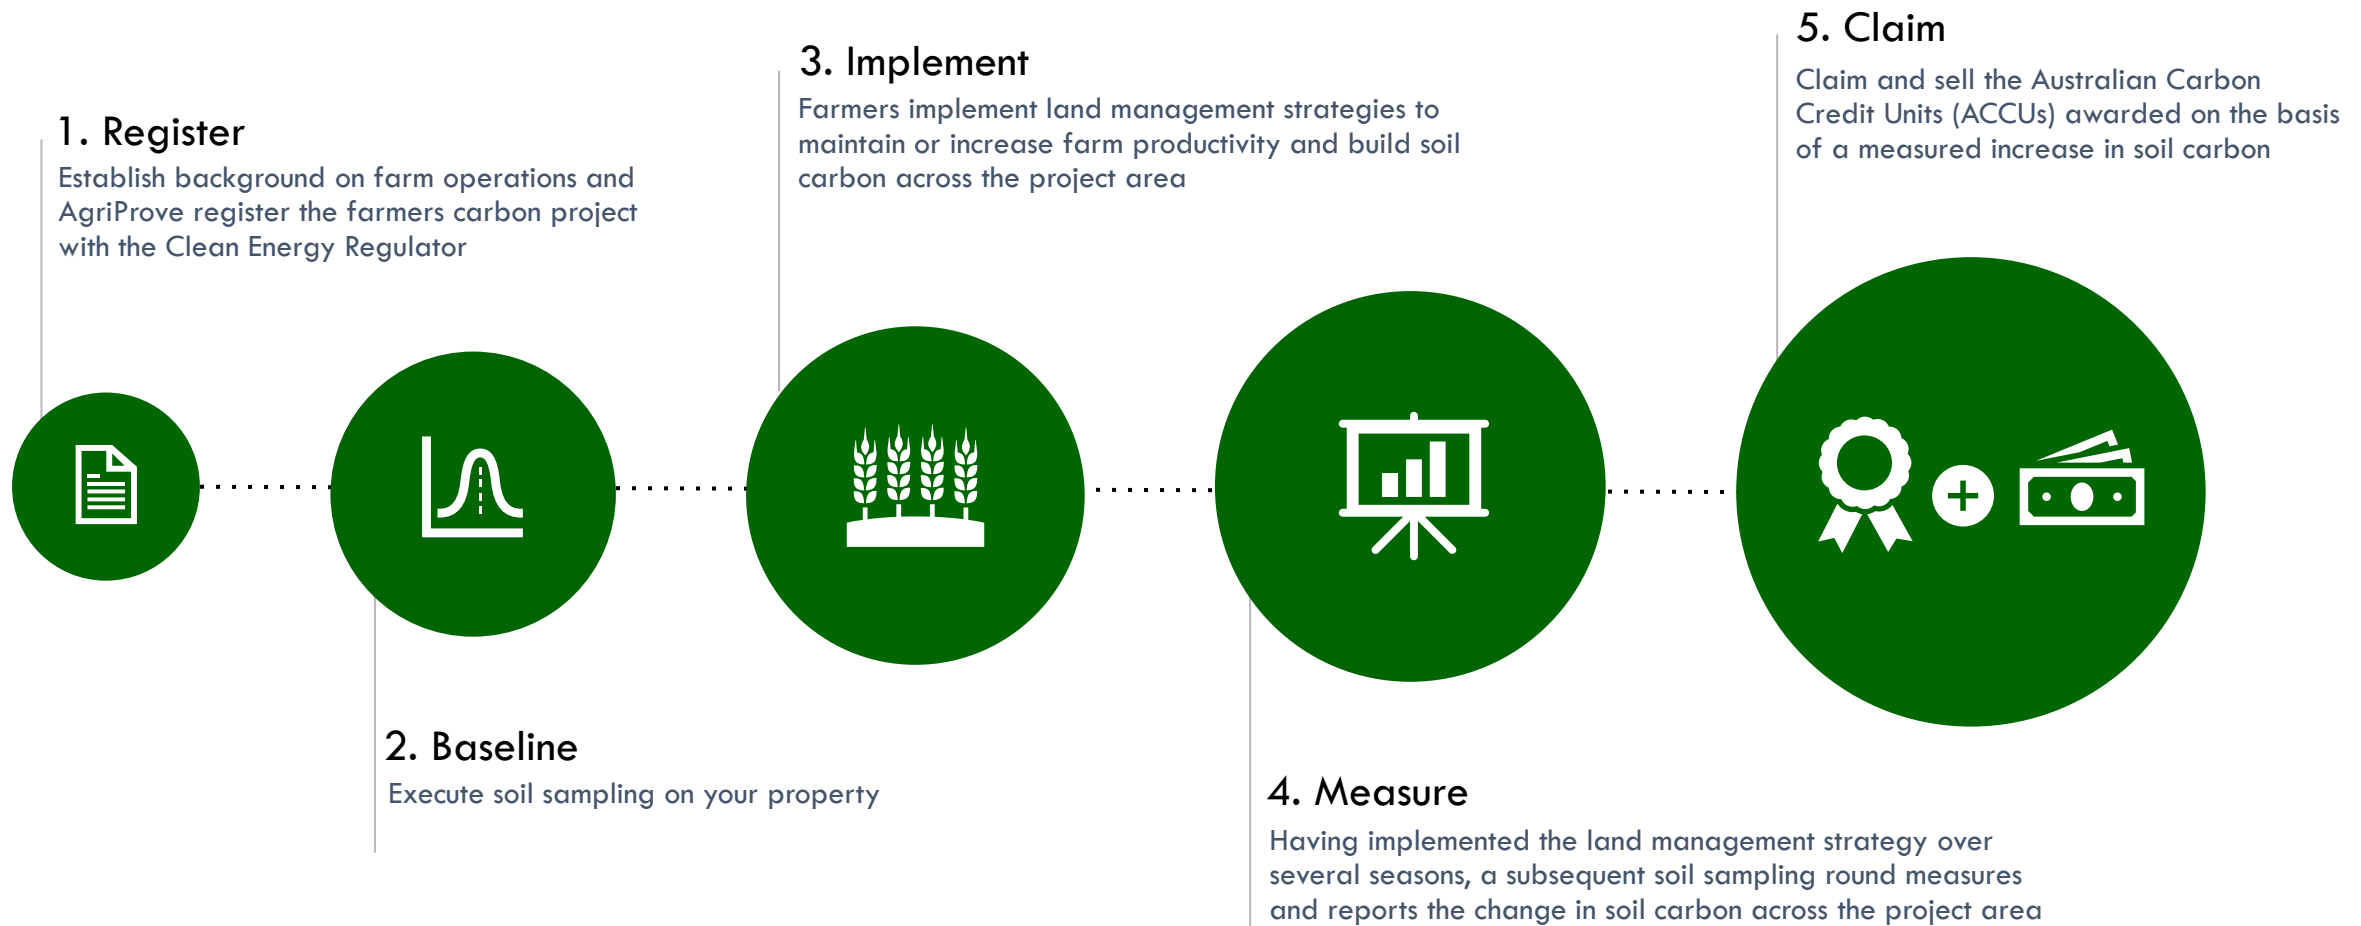 1. Register
Establish background on farm operations and
AgriProve register the farmers carbon project
with the Clean Energy Regulator
2. Baseline
Execute soil sampling on your property
3. Implement
Farmers implement land management strategies to
maintain or increase farm productivity and build soil
carbon across the project area
4. Measure
Having implemented the land management strategy over
several seasons, a subsequent soil sampling round measures
and reports the change in soil carbon across the project area
5. Claim
Claim and sell the Australian Carbon
Credit Units (ACCUs) awarded on the basis
of a measured increase in soil carbon